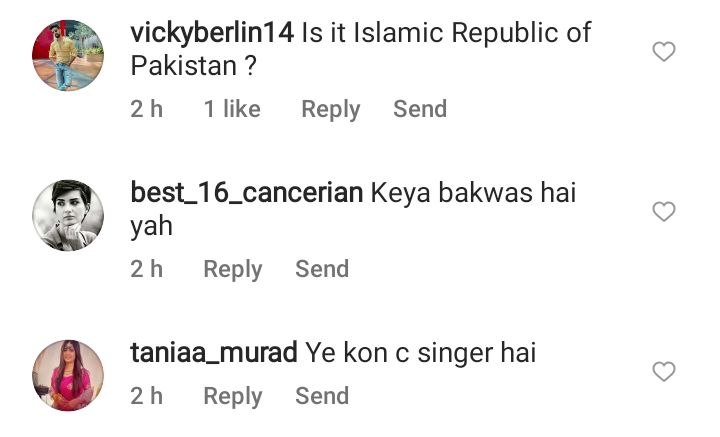 vickyberlin14 Is it Islamic Republic of
Pakistan ?
2 h 1 like Reply Send
best_16_cancerian Keya bakwas hai
yah
2 h Reply Send
taniaa_murad Ye kon c singer hai
2 h Reply Send